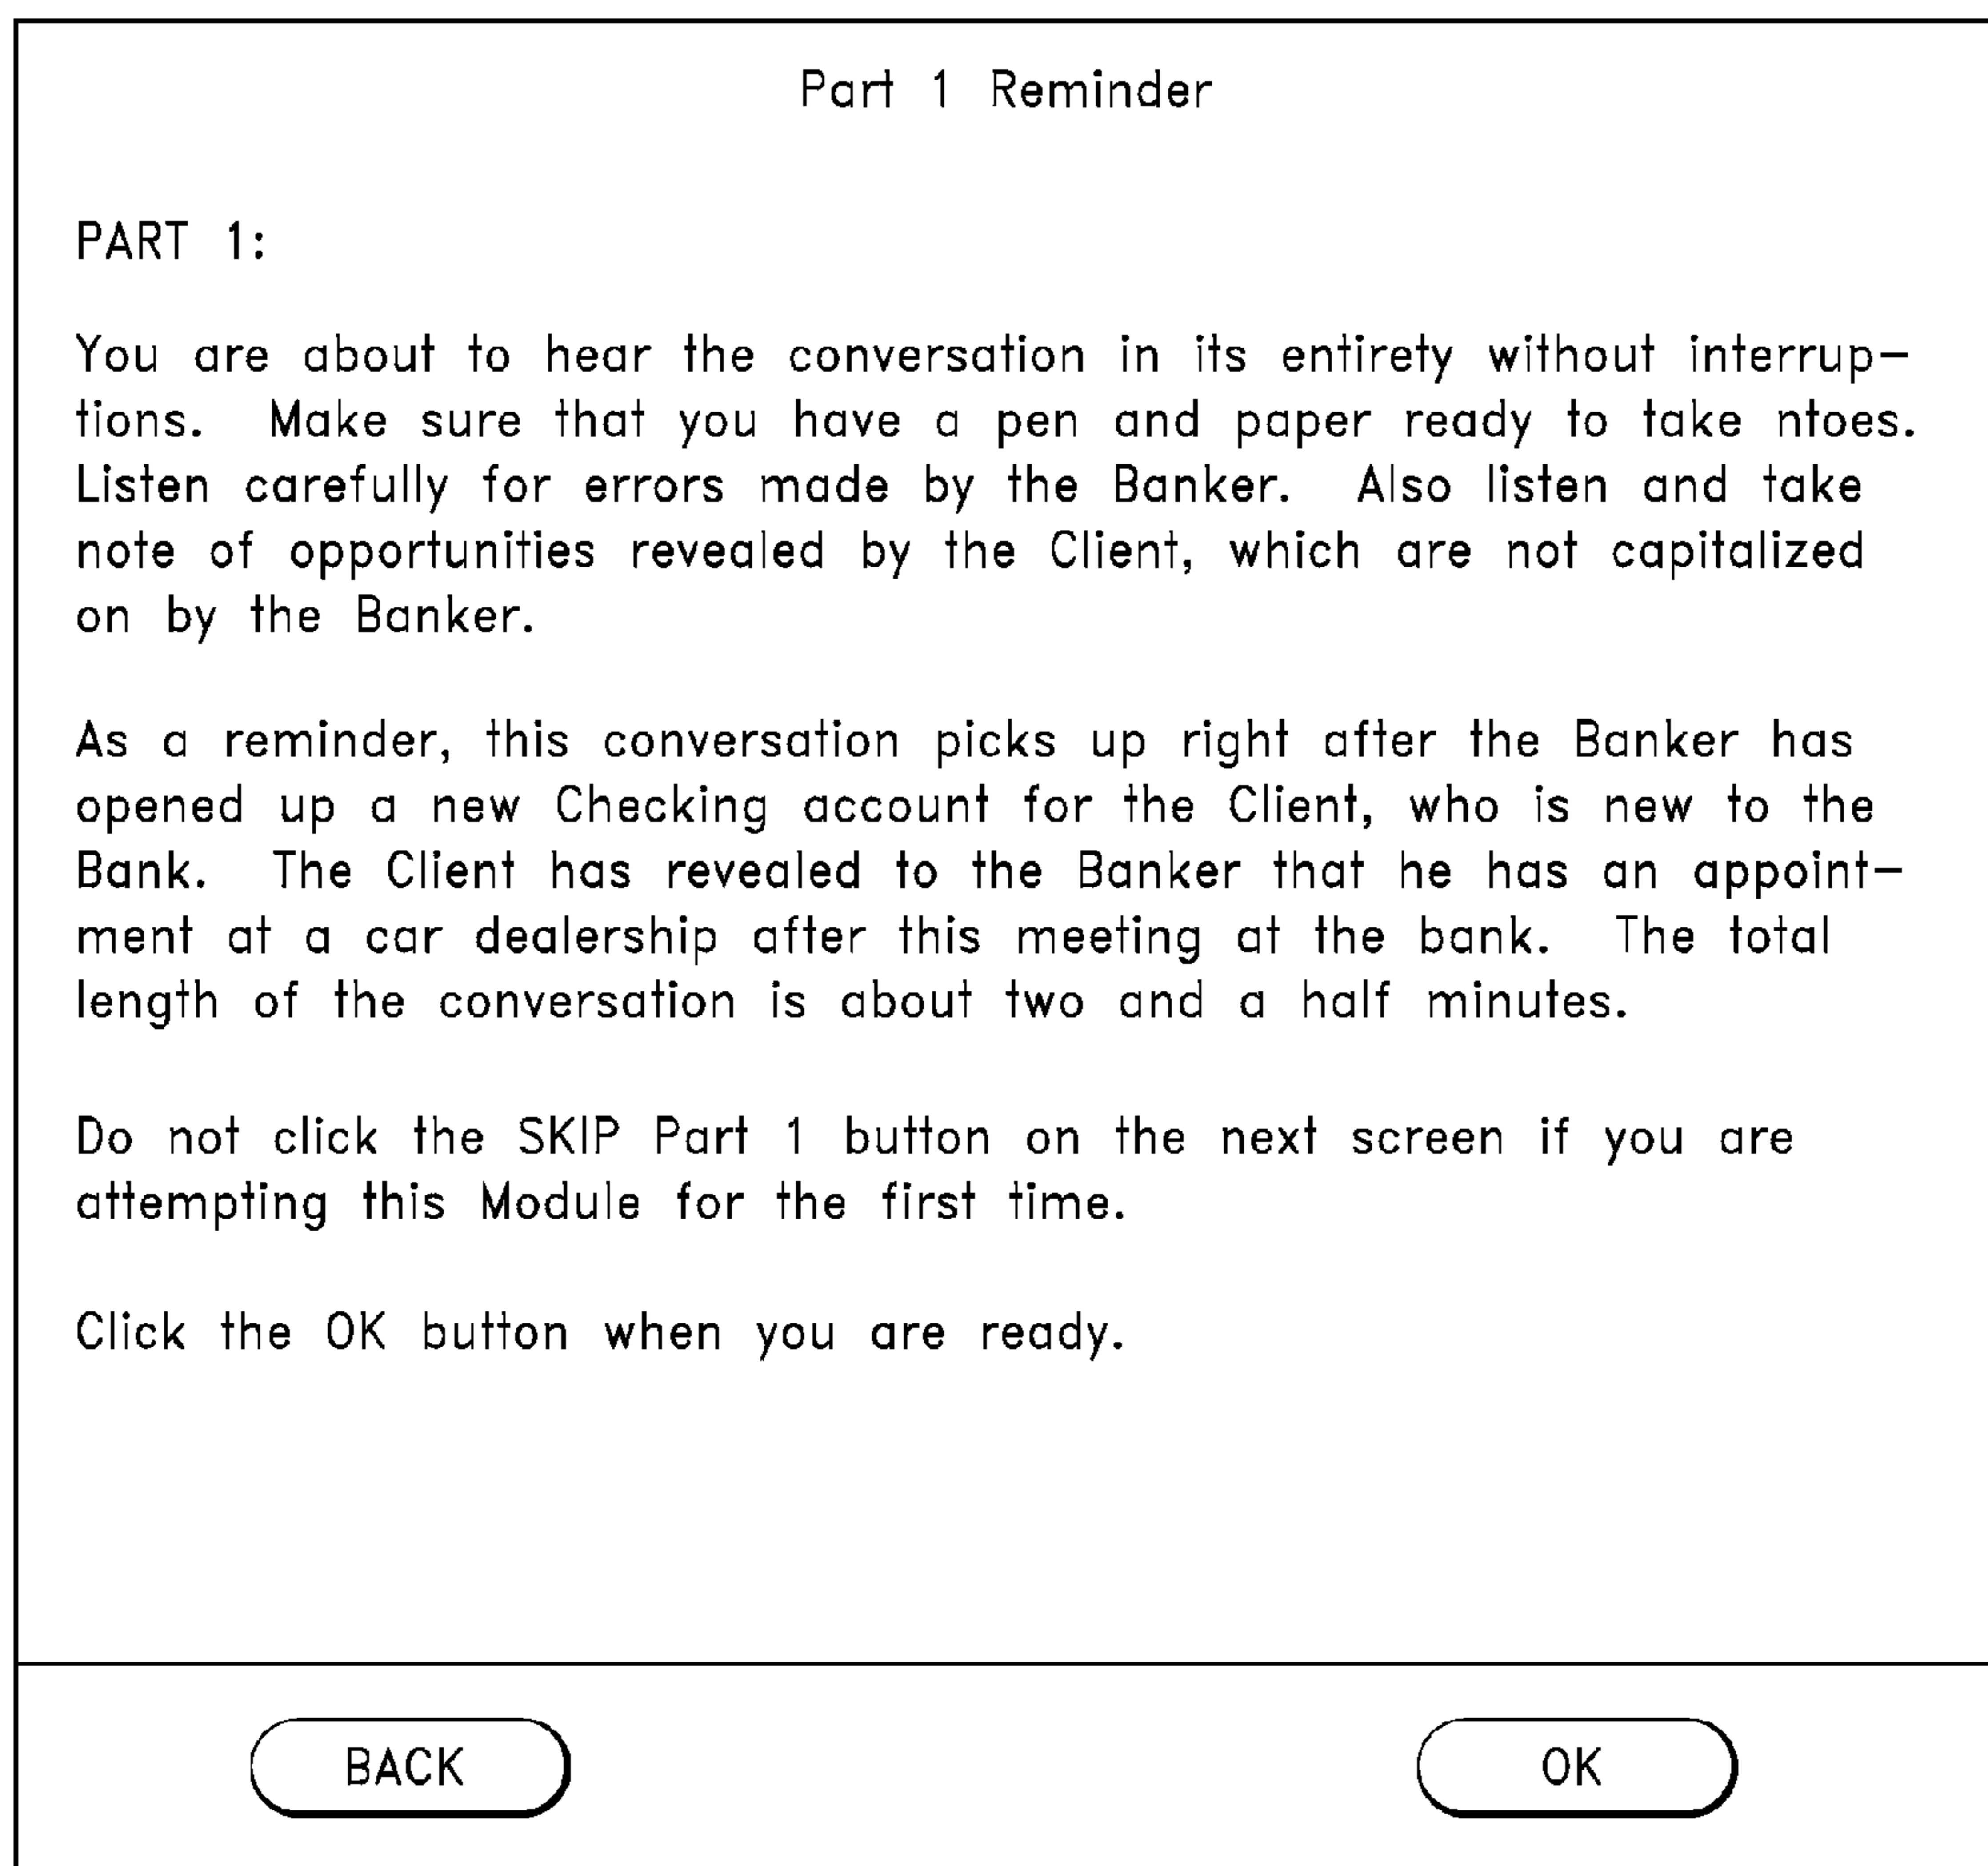 Part 1 Reminder
PART 1:
You are about to hear the conversation in its entirety without interrup-
tions. Make sure that you have a pen and paper ready to take ntoes.
Listen carefully for errors made by the Banker. Also listen and take
note of opportunities revealed by the Client, which are not capitalized
on by the Banker.
As a reminder, this conversation picks up right after the Banker has
opened up a new Checking account for the Client, who is new to the
Bank. The Client has revealed to the Banker that he has an appoint-
ment at a car dealership after this meeting at the bank. The total
length of the conversation is about two and a half minutes.
Do not click the SKIP Part 1 button on the next screen if you are
attempting this Module for the first time.
Click the OK button when you are ready.
BACK
OK